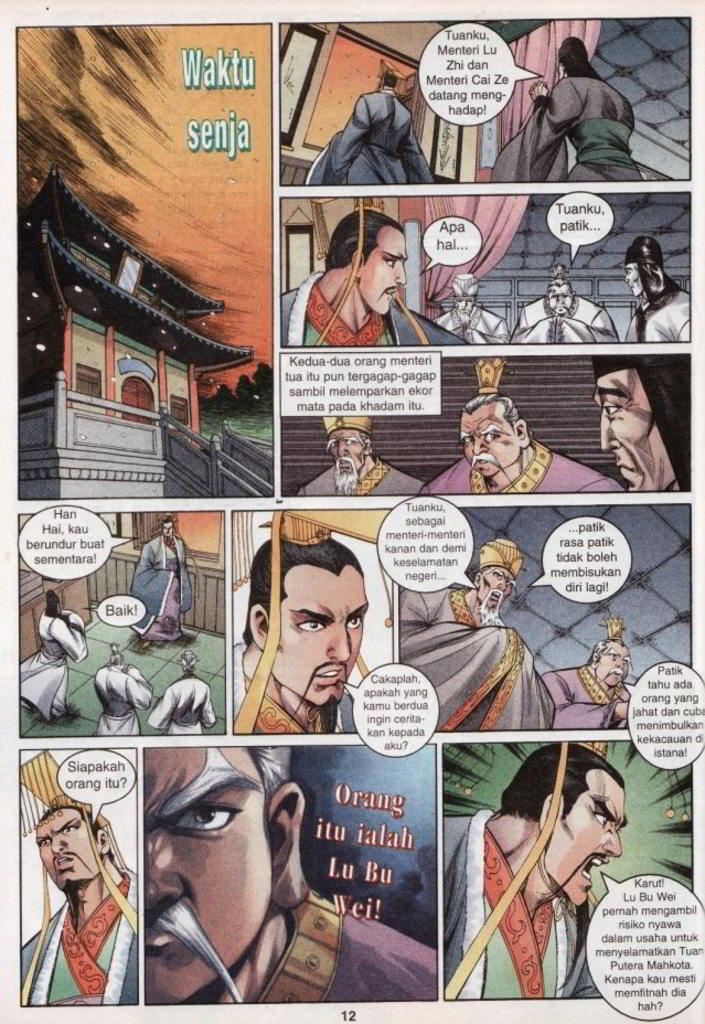 Waktu
senja
Tuanku,
Menteri Lu
Zhi dan
Menteri Cai Ze
datang meng-
hadap!
Apa
hal...
Tuanku,
patik...
Kedua-dua orang menteri
tua itu pun tergagap-gagap
sambil melemparkan ekor
mata pada khadam itu.
Han
Hai, kau
berundur buat
sementara!
Baik!
Cakaplah,
apakah yang
kamu berdua
ingin cerita-
kan kepada
aku?
Tuanku,
sebagai
menteri-menteri
kanan dan demi
keselamatan
negeri...
...patik
rasa patik
tidak boleh
membisukan
diri lagi!
Patik
tahu ada
orang yang
jahat dan cuba
menimbulkan
kekacauan di
istana!
Siapakah
orang itu?
Orang
itu ialah
Lu Bu
Wei!
Karut!
Lu Bu Wei
pernah mengambil
risiko nyawa
dalam usaha untuk
menyelamatkan Tuan
Putera Mahkota.
Kenapa kau mesti
memfitnah dia
hah?
12